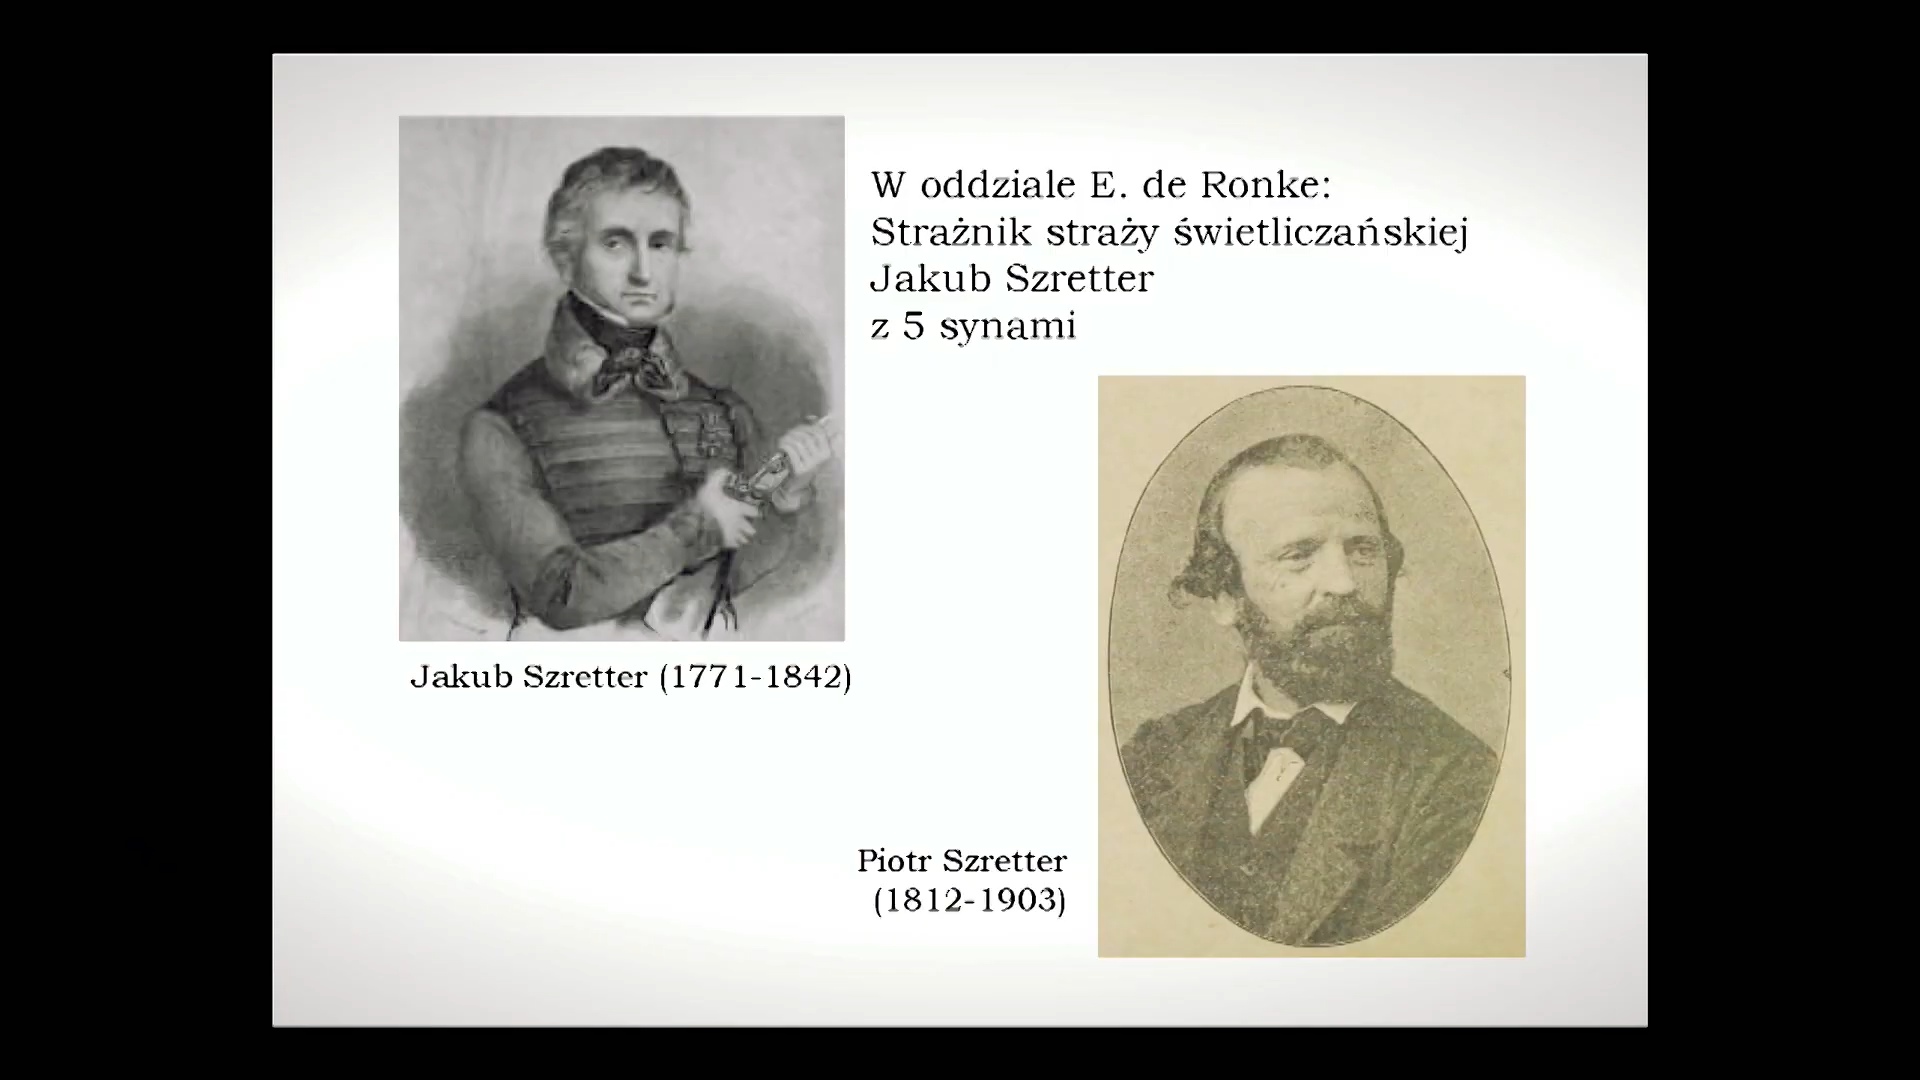 W oddziale E. de Ronke:
Strażnik straży świetliczańskiej
Jakub Szretter
z 5 synami
Jakub Szretter (1771-1842)
Piotr Szretter
(1812-1903)